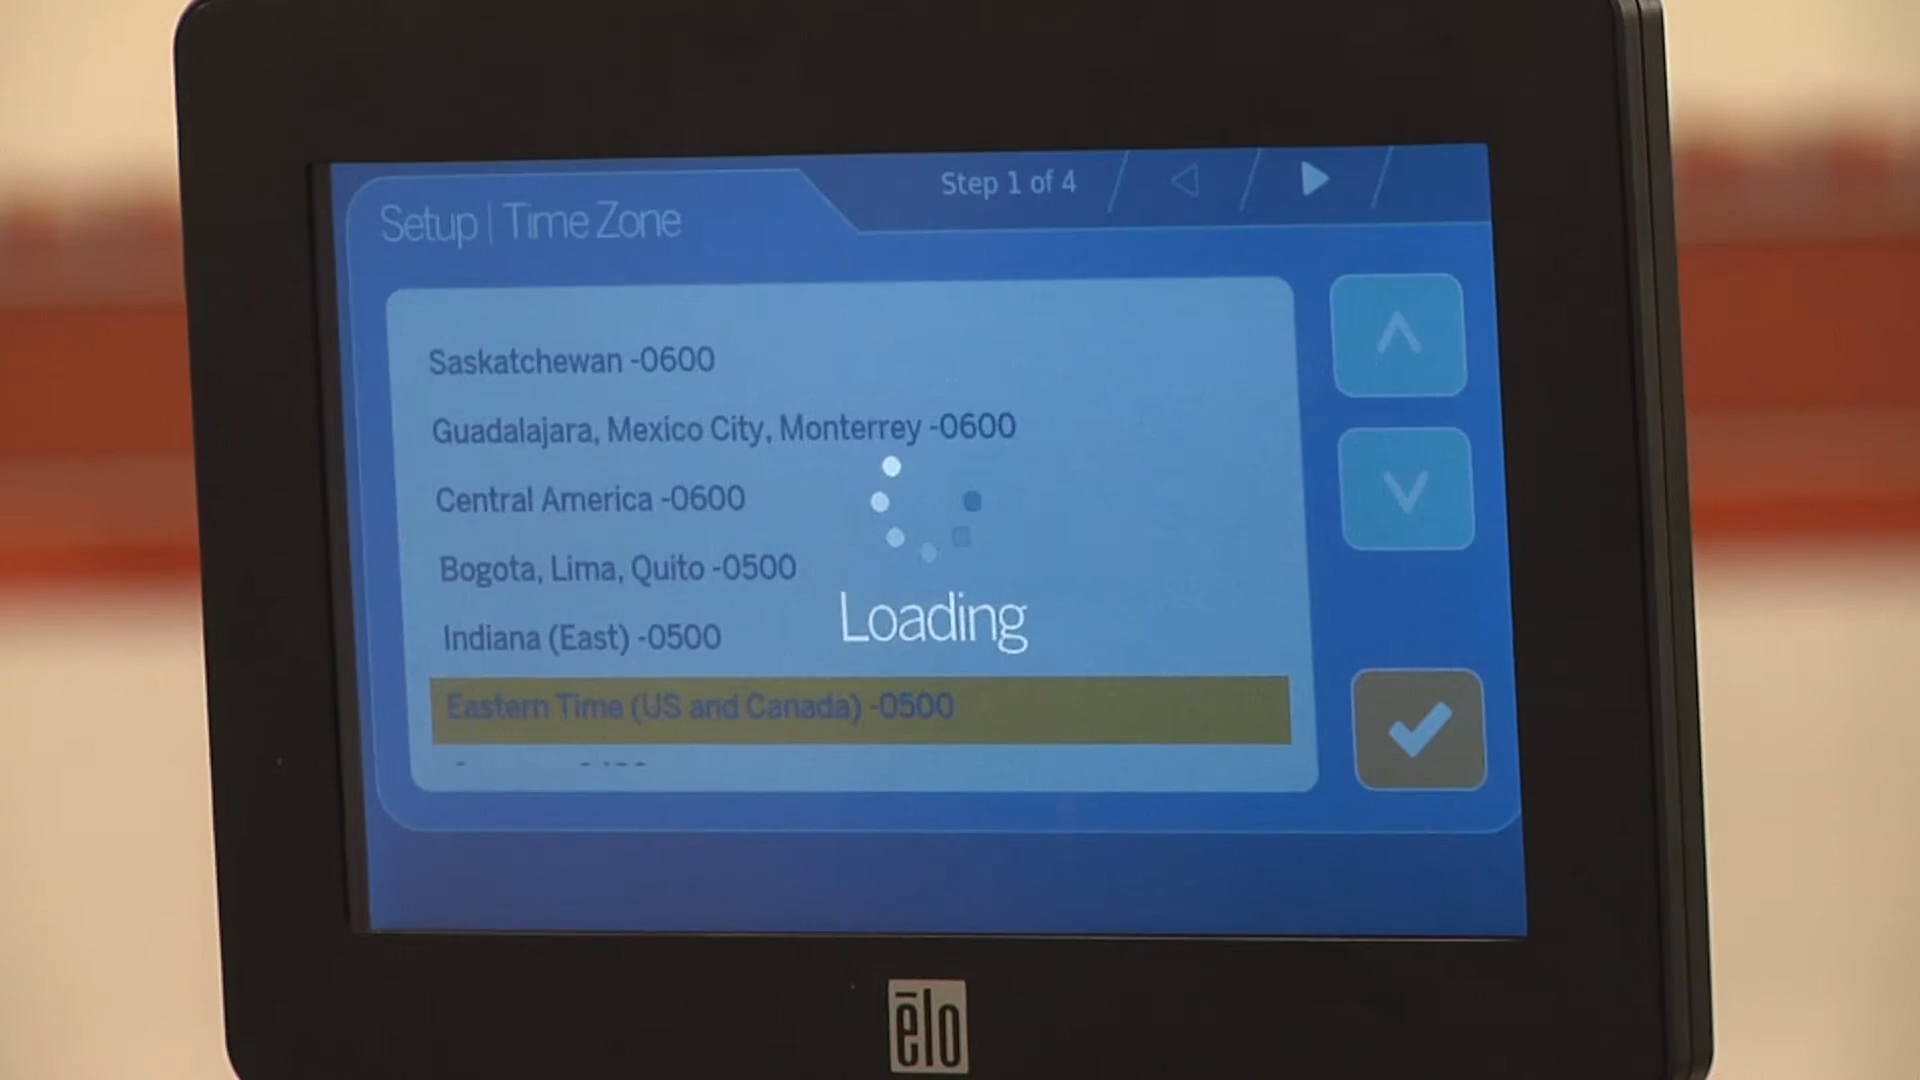 Step 1 of 4
Setup | Time Zone
Saskatchewan -0600
Guadalajara, Mexico City, Monterrey -0600
Central America -0600
Bogota, Lima, Quito -0500
Indiana (East) -0500
Loading
Eastern Time (US and Canada) -0500
ēlo